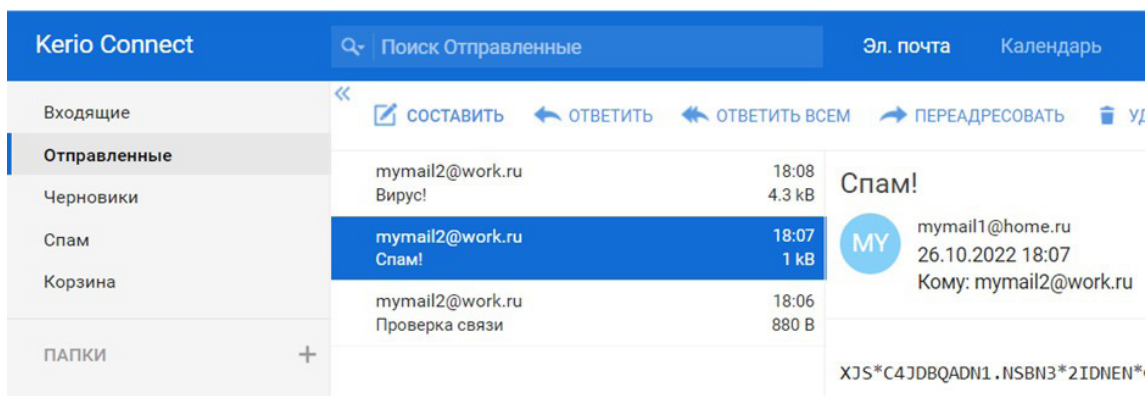 Kerio Connect
Поиск Отправленные
Эл. почта
Календарь
Входящие
Отправленные
Черновики
Спам
Корзина
ПАПКИ
СОСТАВИТЬ
ОТВЕТИТЬ
ОТВЕТИТЬ ВСЕМ
ПЕРЕАДРЕСОВАТЬ
УД
mymail2@work.ru 18:08
Вирус! 4.3 kB
mymail2@work.ru 18:07
Спам! 1 kB
mymail2@work.ru 18:06
Проверка связи 880 B
Спам!
MY
mymail1@home.ru
26.10.2022 18:07
Кому: mymail2@work.ru
XJS*C4JDBQADN1.NSBN3*2IDNEN*